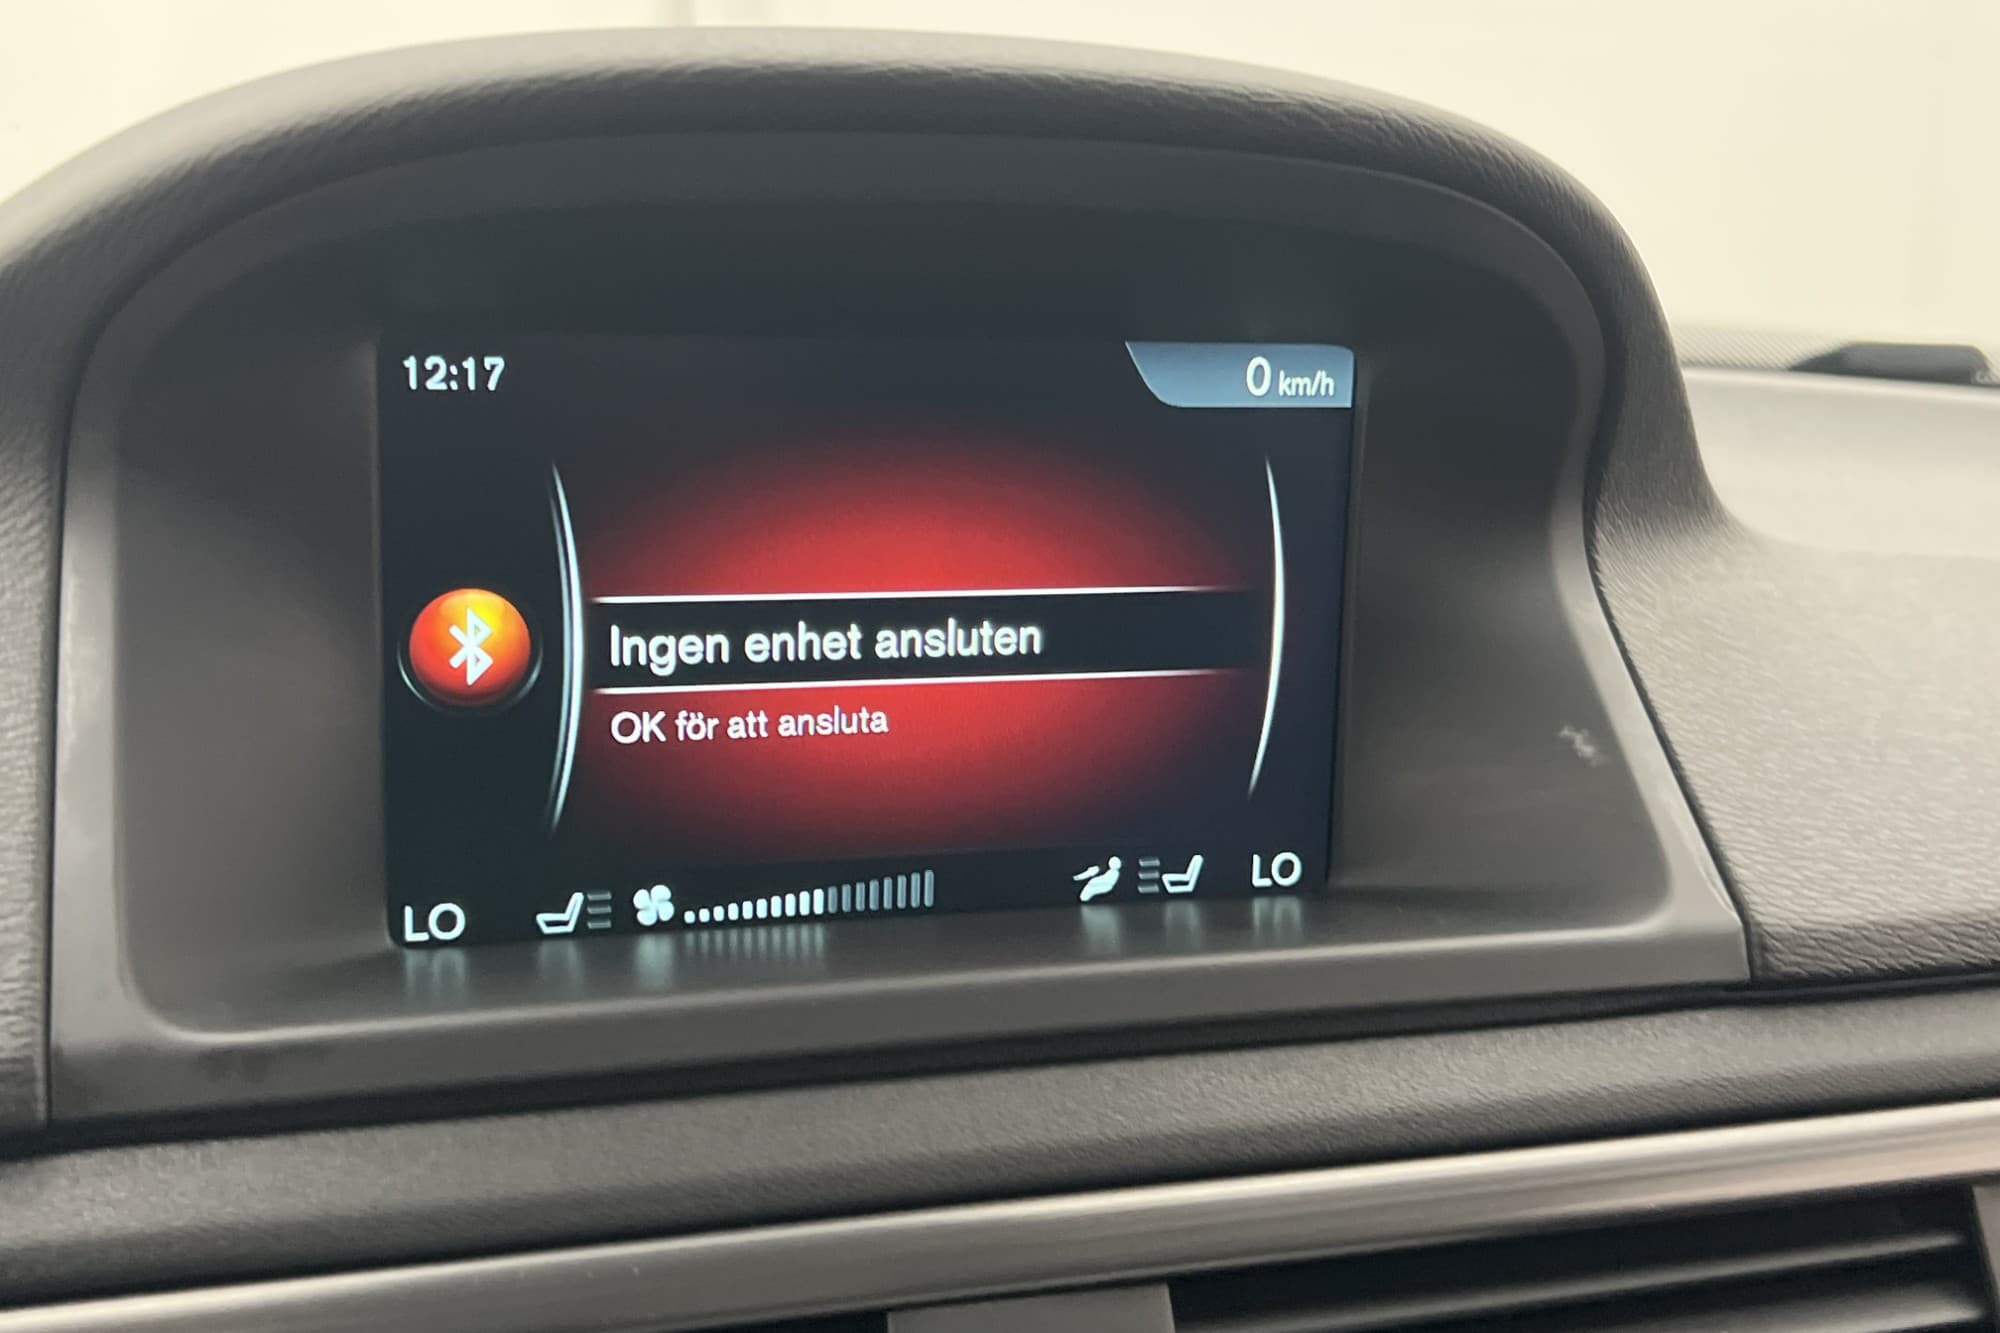 12:17
0 km/h
Ingen enhet ansluten
OK för att ansluta
LO
LO